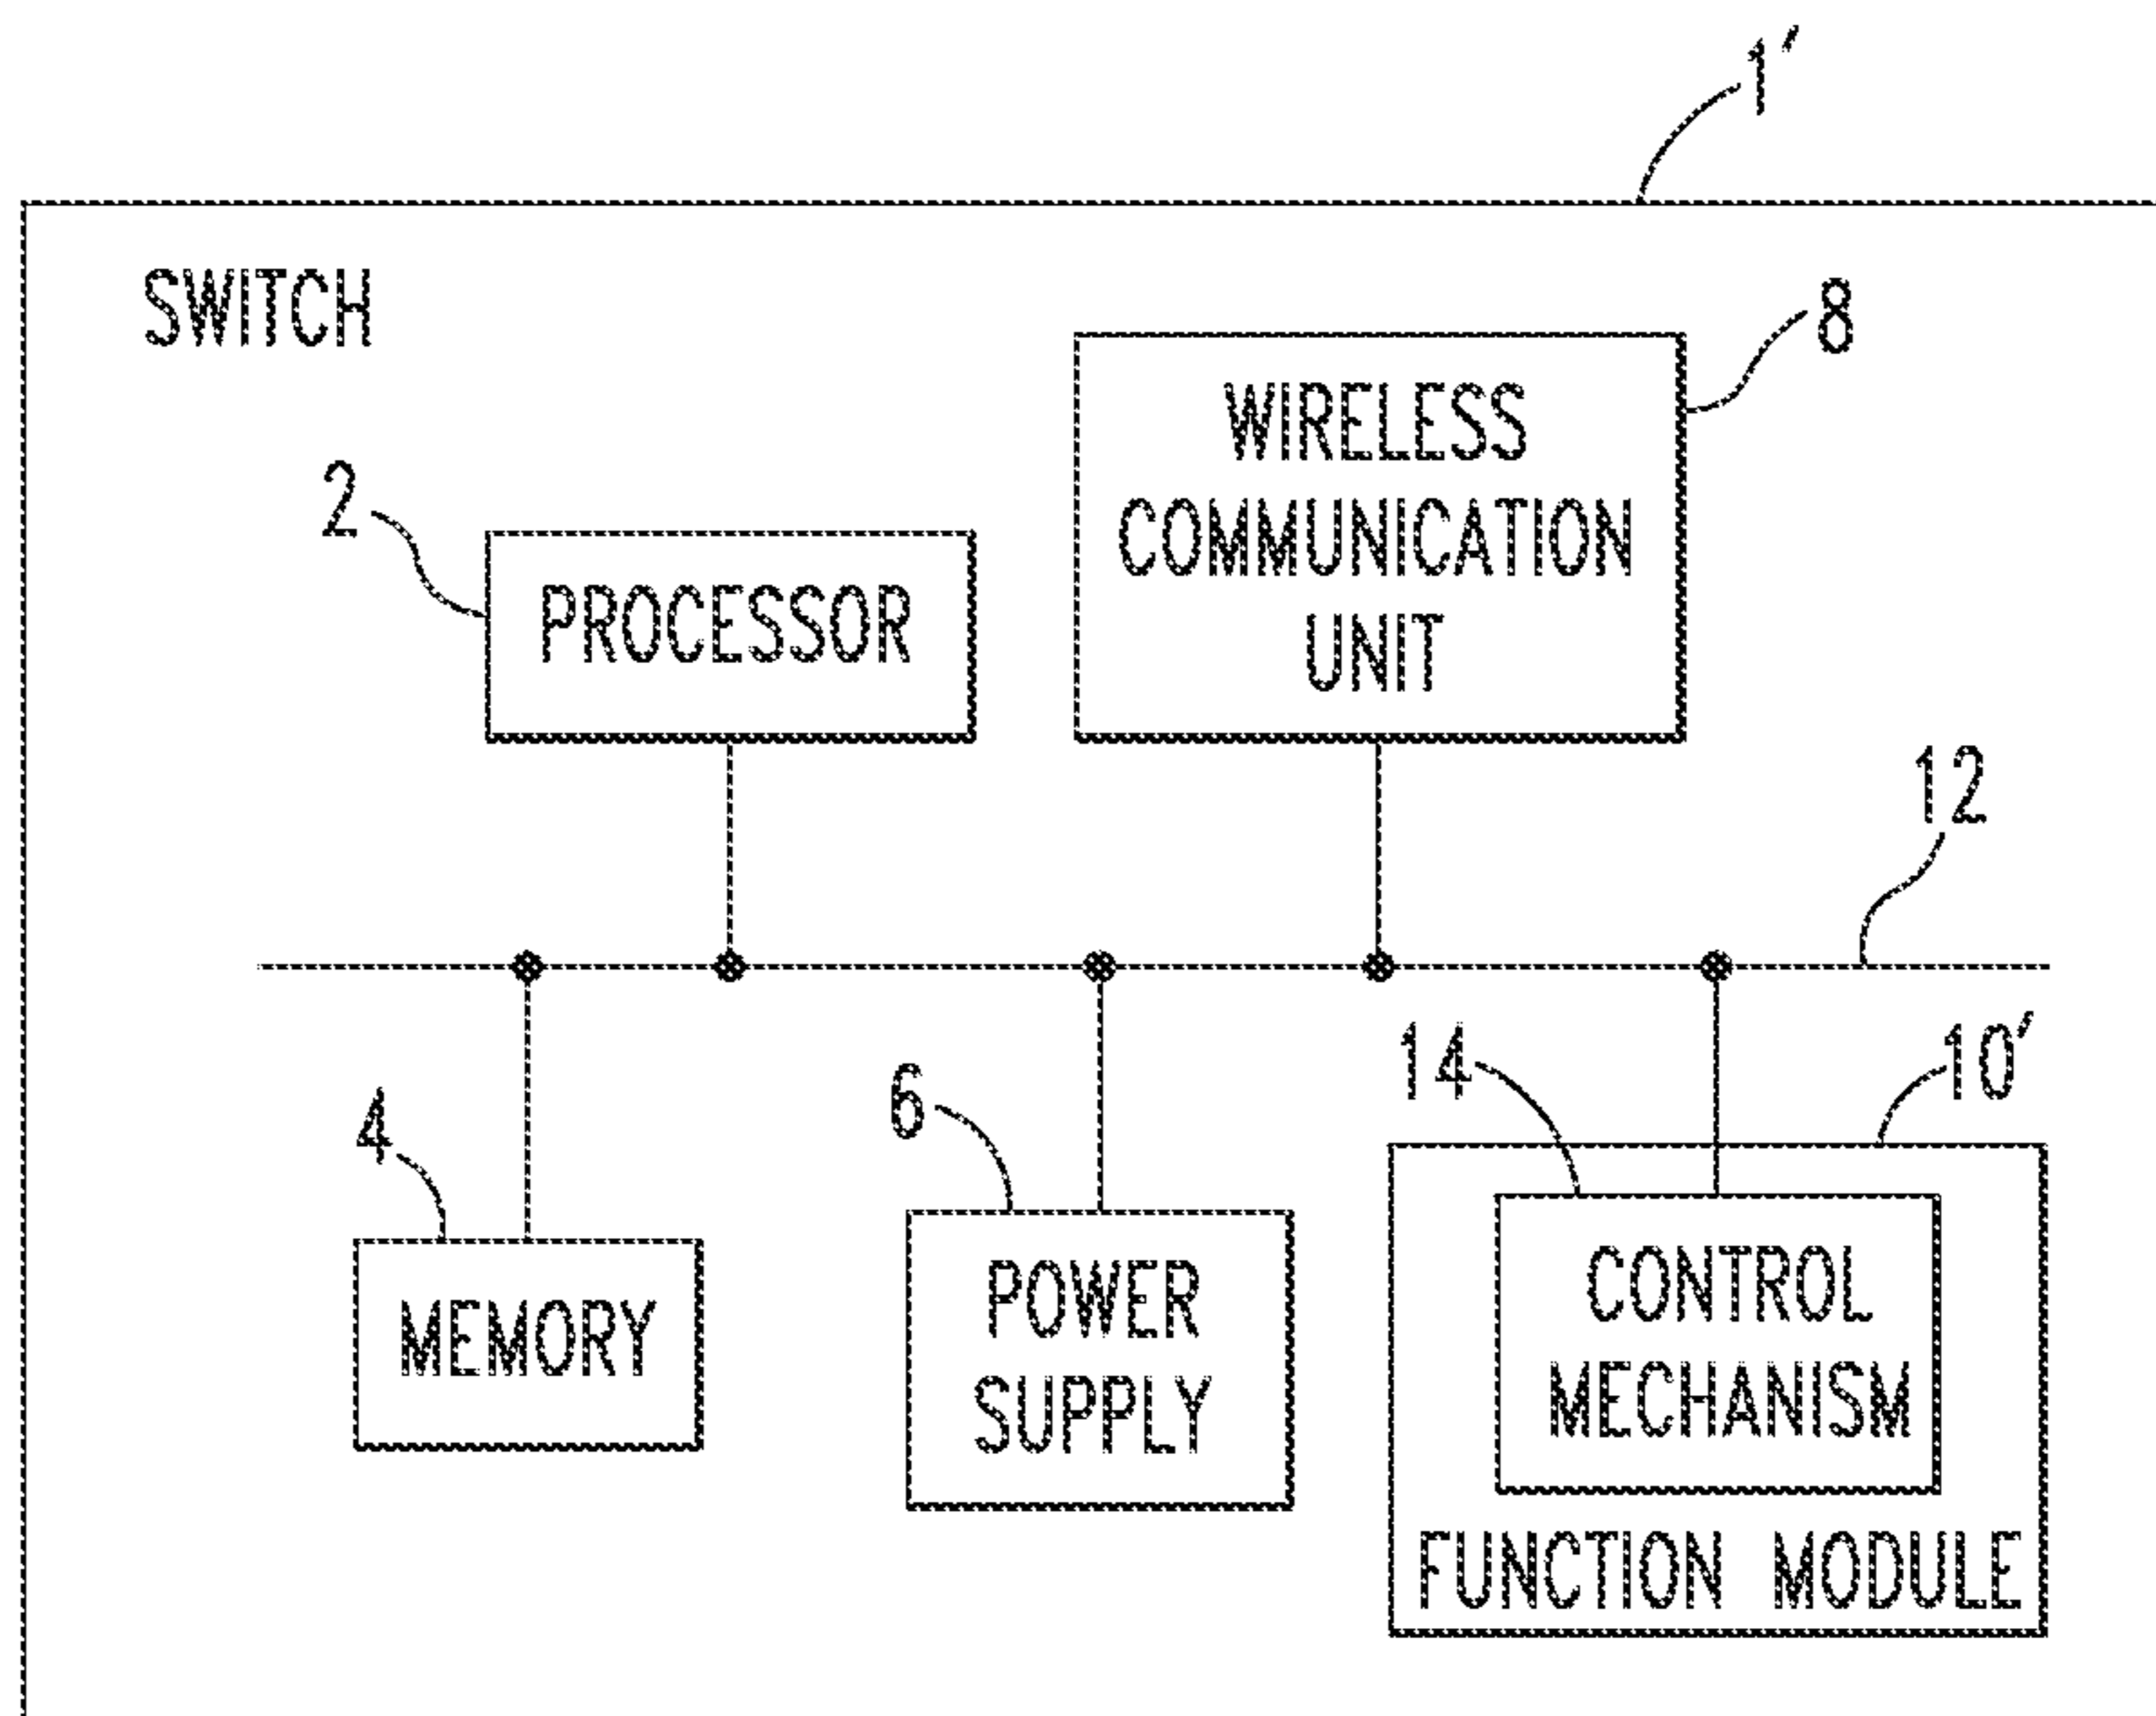 1′
SWITCH
8
WIRELESS
COMMUNICATION
UNIT
2
PROCESSOR
12
14
10′
4
6
MEMORY
POWER
SUPPLY
CONTROL
MECHANISM
FUNCTION MODULE